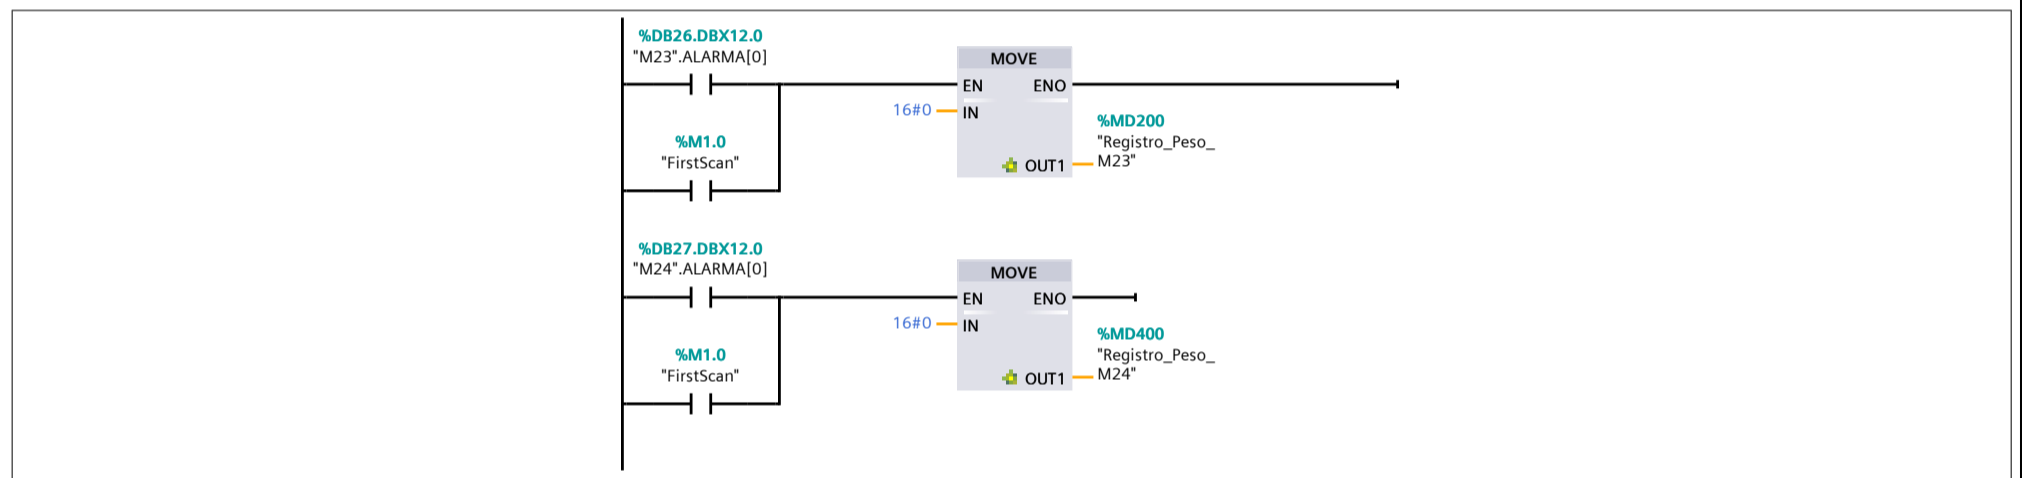 %DB26.DBX12.0
"M23".ALARMA[0]
MOVE
EN ENO
16#0 IN
%MD200
"Registro_Peso_
M23"
OUT1
%M1.0
"FirstScan"
%DB27.DBX12.0
"M24".ALARMA[0]
MOVE
EN ENO
16#0 IN
%MD400
"Registro_Peso_
M24"
OUT1
%M1.0
"FirstScan"